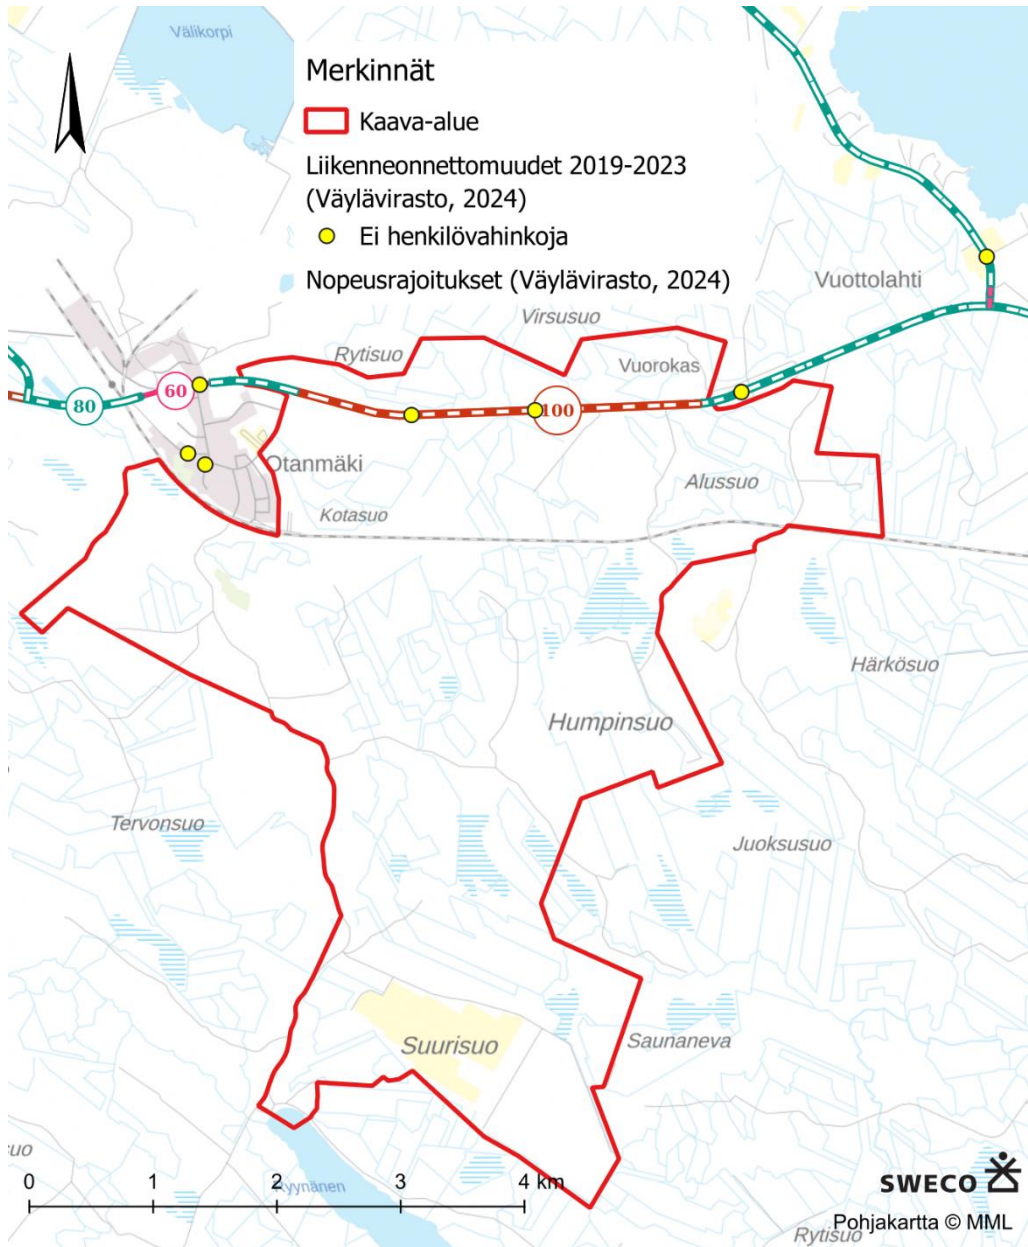 Välikorpi
Merkinnät
Kaava-alue
Liikenneonnettomuudet 2019-2023
(Väylävirasto, 2024)
Ei henkilövahinkoja
Nopeusrajoitukset (Väylävirasto, 2024)
Vuottolahti
Virsusuo
Rytisuo
Vuorokas
80
60
100
Otanmäki
Alussuo
Kotasuo
Härkösuo
Humpinsuo
Tervonsuo
Juoksusuo
Suurisuo
Saunaneva
suo
0 1 2 3 4 km
Kyynänen
SWECO
Pohjakartta © MML
Rytisuo